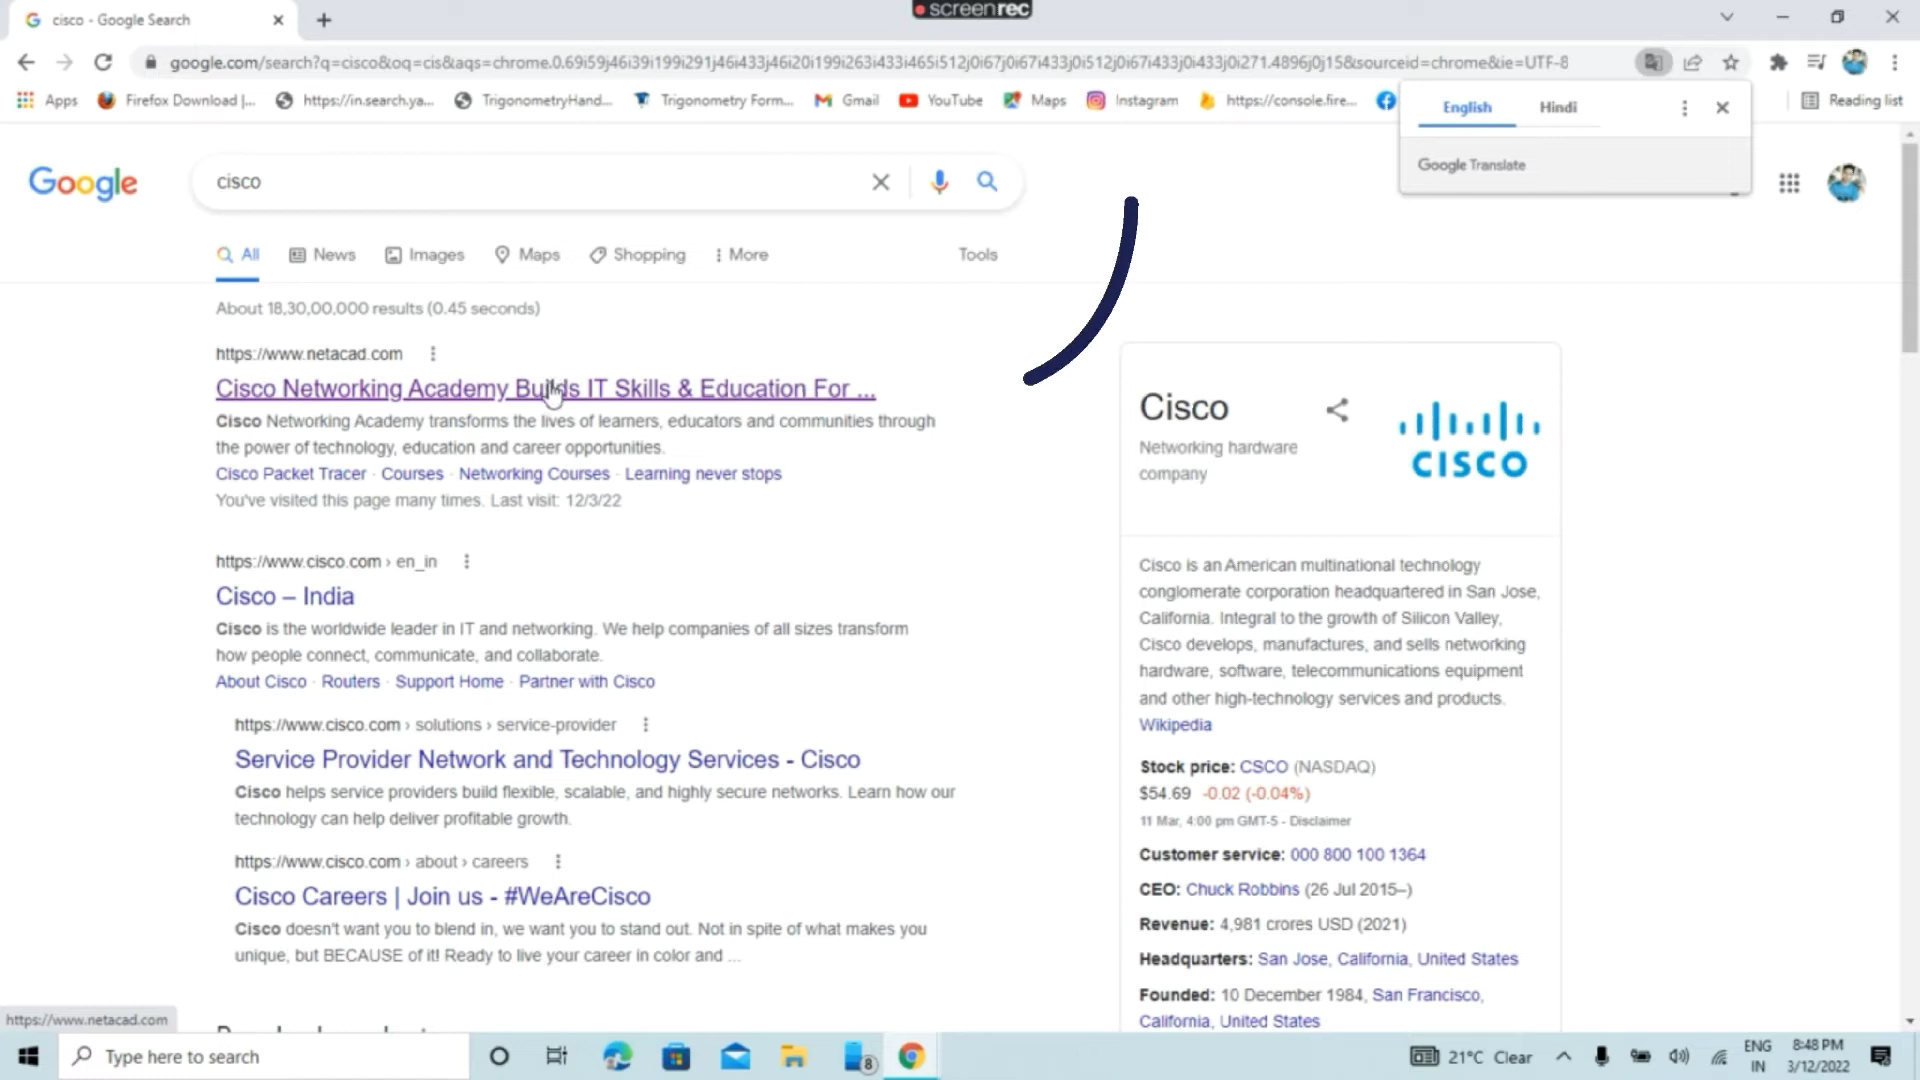 screenrec
cisco - Google Search
google.com/search?q=cisco&oq=cis&aqs=chrome.0.69i59j46i39i199i291j46i433j46i20i199i263i433i465i512j0i67j0i67i433j0i512j0i67i433j0i433j0i271.4896j0j15&sourceid=chrome&ie=UTF-8
Apps
Firefox Download |...
https://in.search.ya...
TrigonometryHand...
Trigonometry Form...
Gmail
YouTube
Maps
Instagram
https://console.fire...
Reading list
English
Hindi
Google Translate
Google
cisco
All
News
Images
Maps
Shopping
More
Tools
About 18,30,00,000 results (0.45 seconds)
https://www.netacad.com
Cisco Networking Academy Builds IT Skills & Education For ...
Cisco Networking Academy transforms the lives of learners, educators and communities through
the power of technology, education and career opportunities.
Cisco Packet Tracer · Courses · Networking Courses · Learning never stops
You've visited this page many times. Last visit: 12/3/22
https://www.cisco.com › en_in
Cisco – India
Cisco is the worldwide leader in IT and networking. We help companies of all sizes transform
how people connect, communicate, and collaborate.
About Cisco · Routers · Support Home · Partner with Cisco
https://www.cisco.com › solutions › service-provider
Service Provider Network and Technology Services - Cisco
Cisco helps service providers build flexible, scalable, and highly secure networks. Learn how our
technology can help deliver profitable growth.
https://www.cisco.com › about › careers
Cisco Careers | Join us - #WeAreCisco
Cisco doesn't want you to blend in, we want you to stand out. Not in spite of what makes you
unique, but BECAUSE of it! Ready to live your career in color and ...
Cisco
Networking hardware
company
CISCO
Cisco is an American multinational technology
conglomerate corporation headquartered in San Jose,
California. Integral to the growth of Silicon Valley,
Cisco develops, manufactures, and sells networking
hardware, software, telecommunications equipment
and other high-technology services and products.
Wikipedia
Stock price: CSCO (NASDAQ)
$54.69 -0.02 (-0.04%)
11 Mar, 4:00 pm GMT-5 - Disclaimer
Customer service: 000 800 100 1364
CEO: Chuck Robbins (26 Jul 2015–)
Revenue: 4,981 crores USD (2021)
Headquarters: San Jose, California, United States
Founded: 10 December 1984, San Francisco,
California, United States
https://www.netacad.com
Type here to search
8
21°C Clear
ENG
IN
8:48 PM
3/12/2022